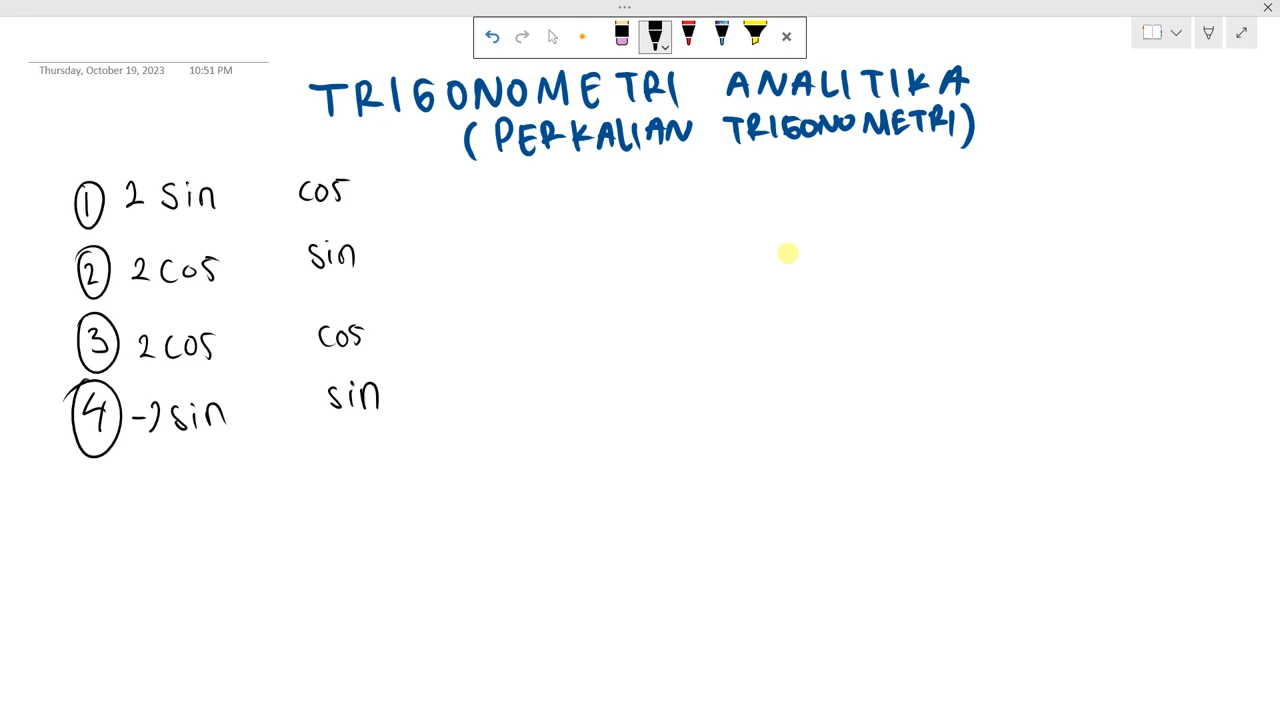 Thursday, October 19, 2023 10:51 PM
TRIGONOMETRI ANALITIKA
(PERKALIAN TRIGONOMETRI)
① 2 sin cos
② 2 cos sin
③ 2 cos cos
④ -2 sin sin